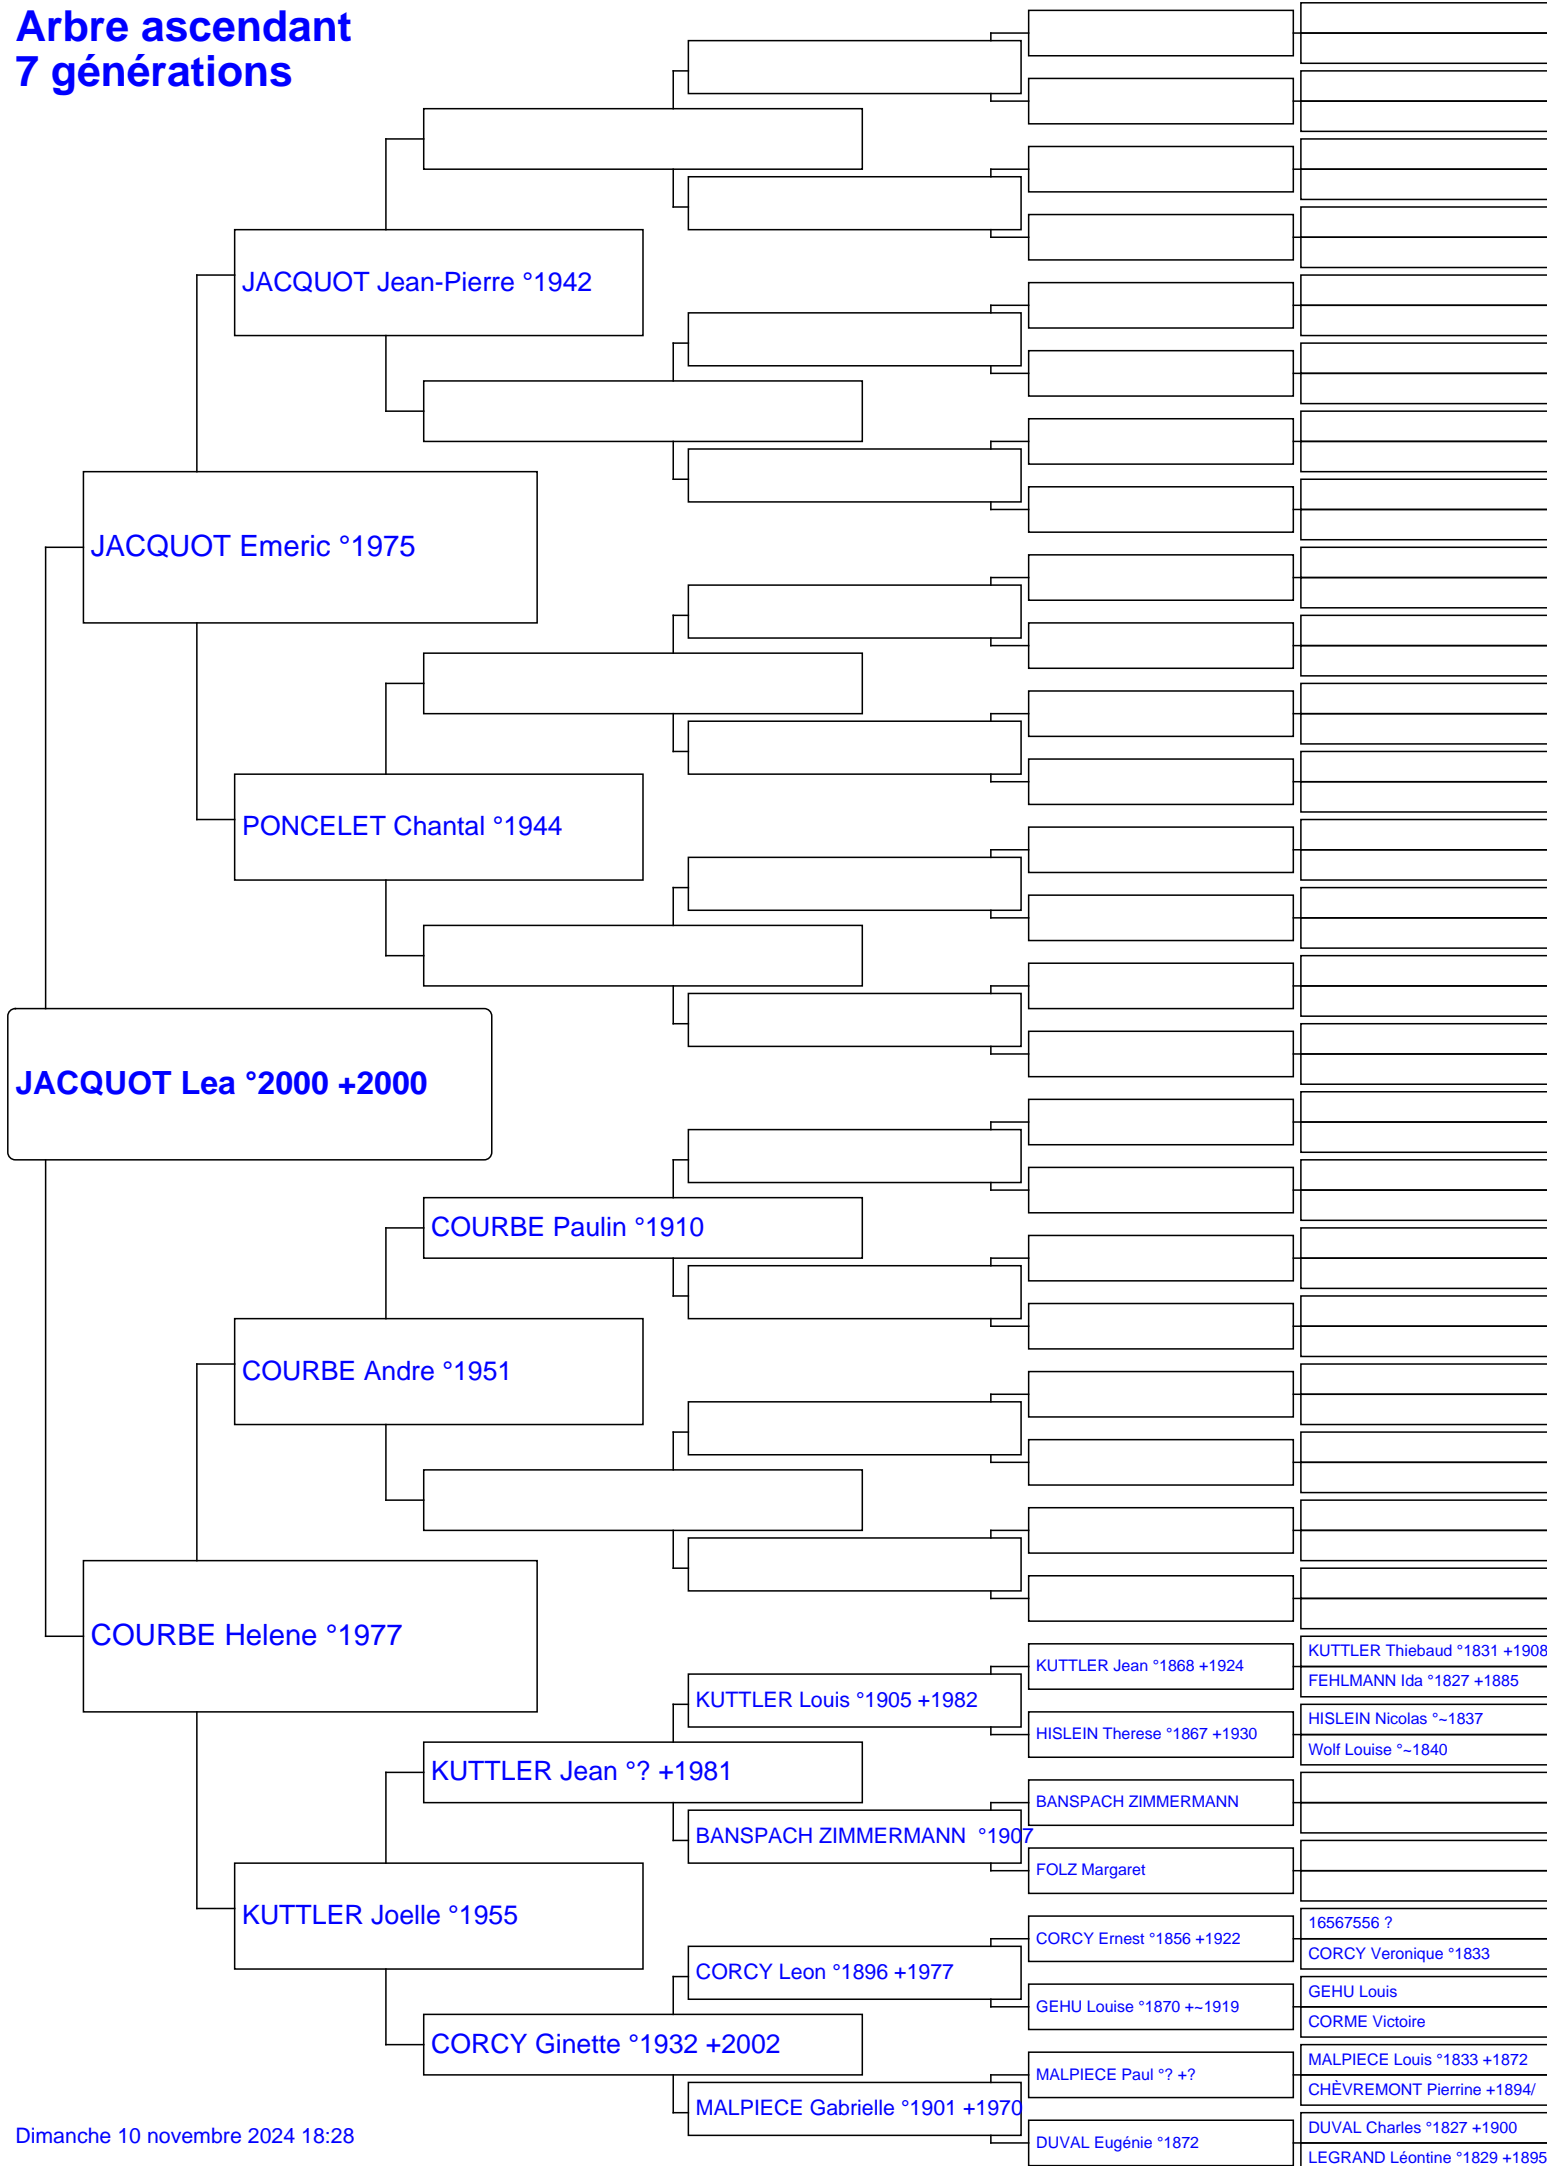 Arbre ascendant
7 générations
JACQUOT Jean-Pierre °1942
JACQUOT Emeric °1975
PONCELET Chantal °1944
JACQUOT Lea °2000 +2000
COURBE Paulin °1910
COURBE Andre °1951
COURBE Helene °1977
KUTTLER Thiebaud °1831 +1908
KUTTLER Jean °1868 +1924
FEHLMANN Ida °1827 +1885
KUTTLER Louis °1905 +1982
HISLEIN Nicolas °~1837
HISLEIN Therese °1867 +1930
Wolf Louise °~1840
KUTTLER Jean °? +1981
BANSPACH ZIMMERMANN
BANSPACH ZIMMERMANN °1907
FOLZ Margaret
KUTTLER Joelle °1955
16567556 ?
CORCY Ernest °1856 +1922
CORCY Veronique °1833
CORCY Leon °1896 +1977
GEHU Louis
GEHU Louise °1870 +~1919
CORME Victoire
CORCY Ginette °1932 +2002
MALPIECE Louis °1833 +1872
MALPIECE Paul °? +?
CHÈVREMONT Pierrine +1894/
MALPIECE Gabrielle °1901 +1970
DUVAL Charles °1827 +1900
DUVAL Eugénie °1872
LEGRAND Léontine °1829 +1895
Dimanche 10 novembre 2024 18:28